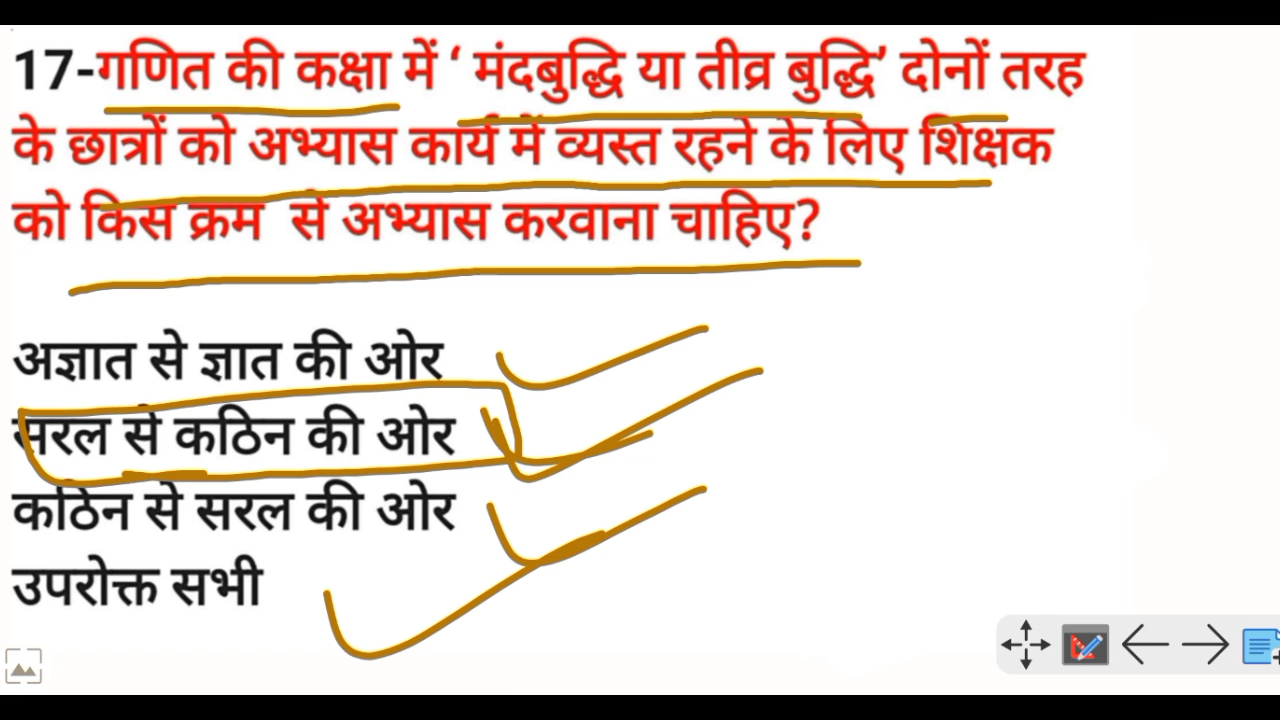 17-गणित की कक्षा में ‘ मंदबुद्धि या तीव्र बुद्धि’ दोनों तरह
के छात्रों को अभ्यास कार्य में व्यस्त रहने के लिए शिक्षक
को किस क्रम से अभ्यास करवाना चाहिए?
अज्ञात से ज्ञात की ओर
सरल से कठिन की ओर
कठिन से सरल की ओर
उपरोक्त सभी